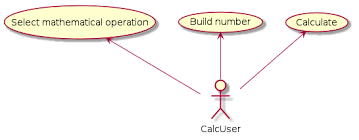 Select mathematical operation
Build number
Calculate
CalcUser